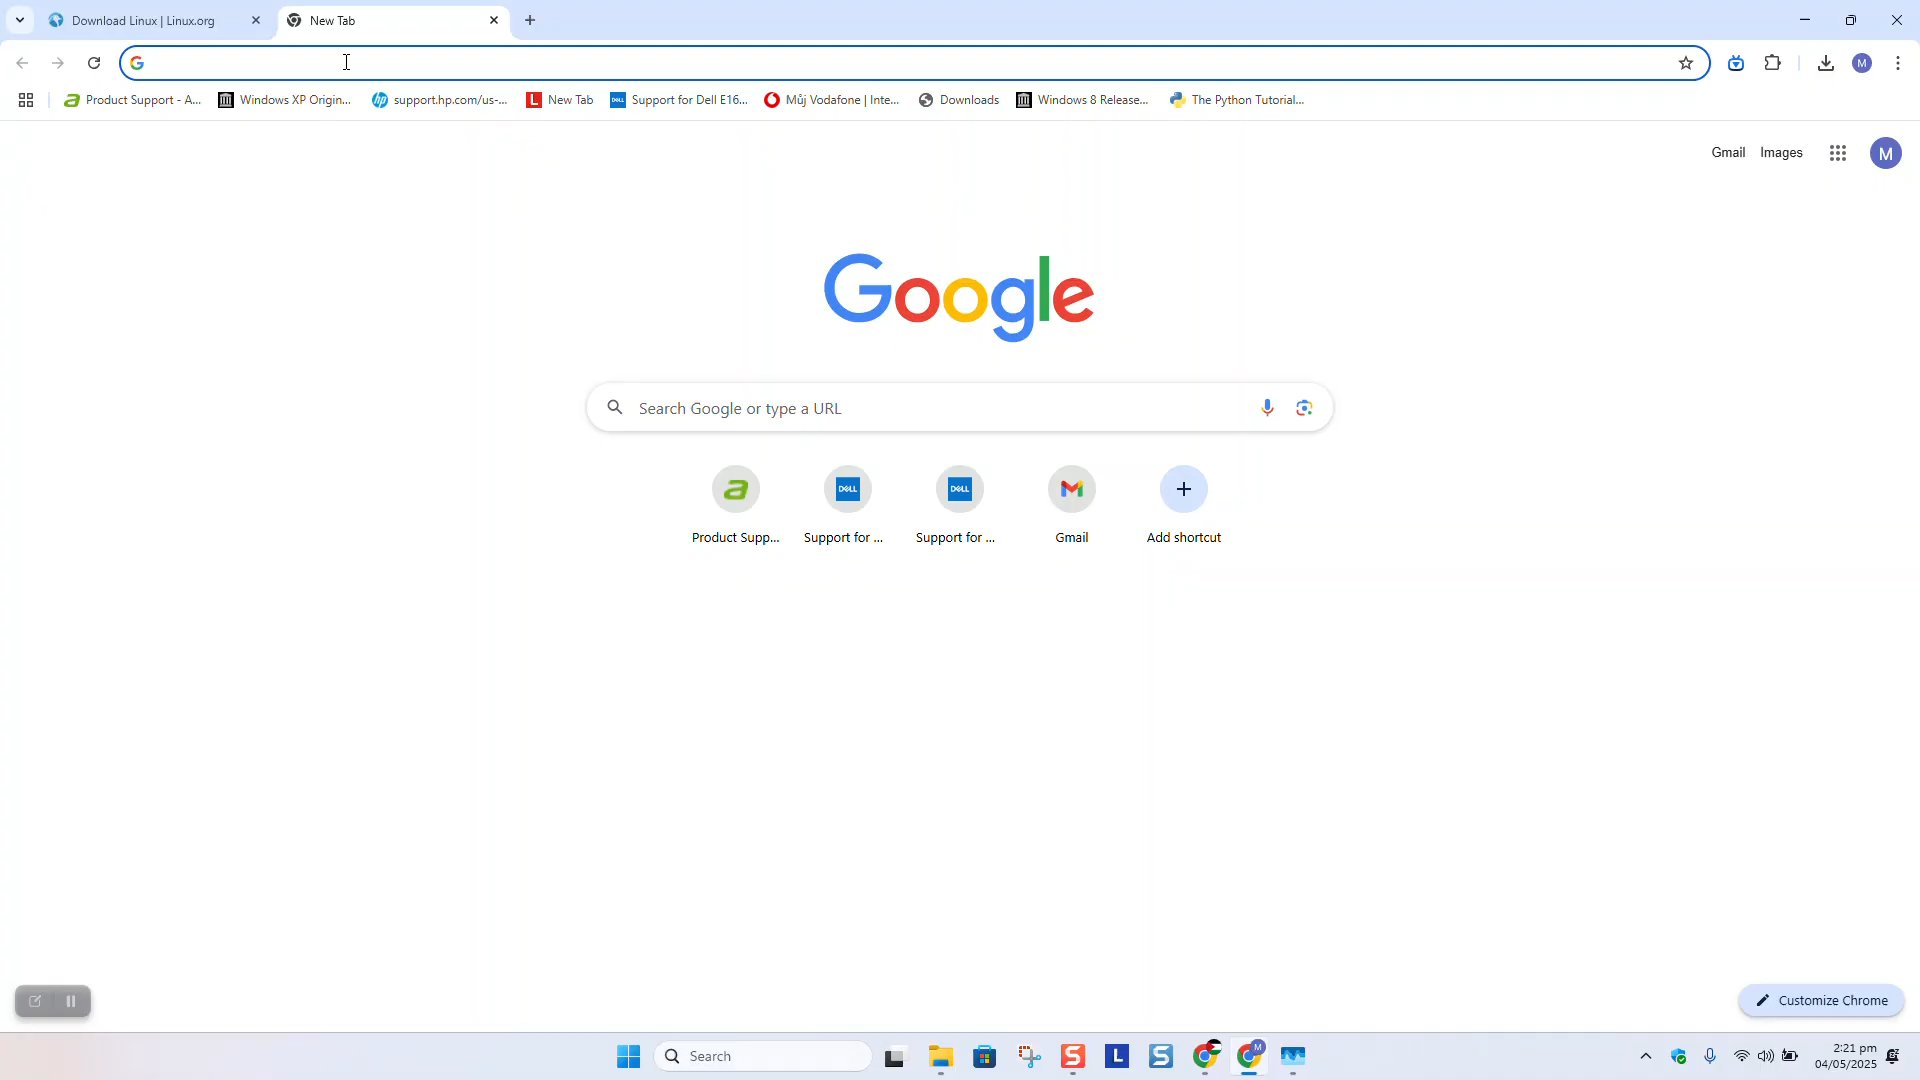 Download Linux | Linux.org
New Tab
Product Support - A...
Windows XP Origin...
support.hp.com/us-...
New Tab
Support for Dell E16...
Můj Vodafone | Inte...
Downloads
Windows 8 Release...
The Python Tutorial...
M
Gmail
Images
M
Google
Search Google or type a URL
Product Supp...
Support for ...
Support for ...
Gmail
Add shortcut
Customize Chrome
Search
2:21 pm
04/05/2025